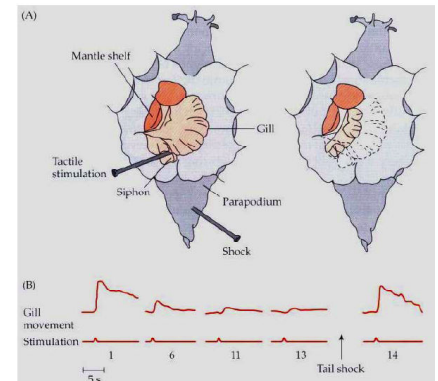 (A)
Mantle shelf
Gill
Tactile
stimulation
Siphon
Parapodium
Shock
(B)
Gill
movement
Stimulation
1 6 11 13 14
Tail shock
5 s